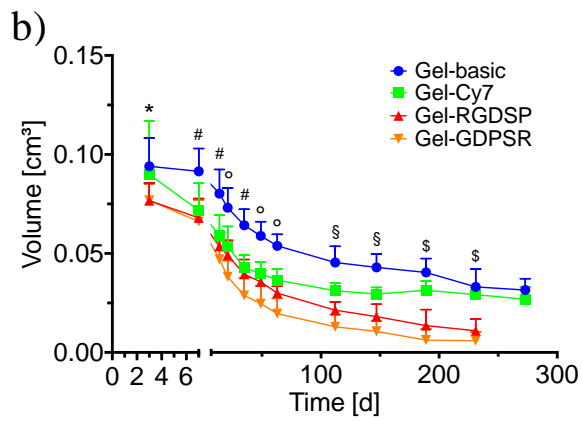 b)
0.15
Gel-basic
Gel-Cy7
Gel-RGDSP
Gel-GDPSR
* # # ° # ° ° § § $ $
0.10
Volume [cm³]
0.05
0.00
0 2 4 6 100 200 300
Time [d]